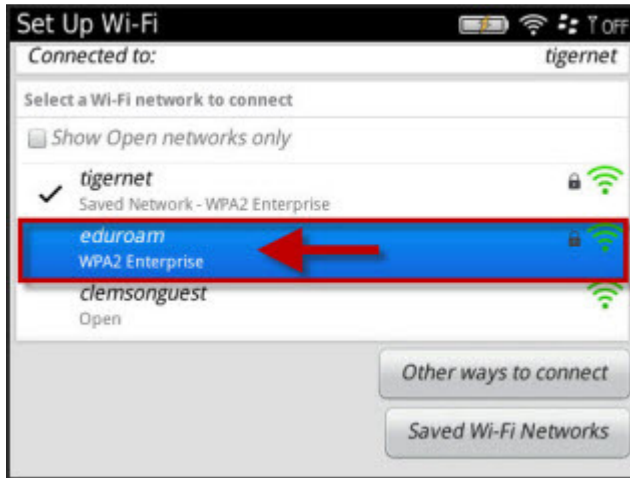 Set Up Wi-Fi OFF
Connected to: tigernet
Select a Wi-Fi network to connect
Show Open networks only
tigernet
Saved Network - WPA2 Enterprise
eduroam
WPA2 Enterprise
clemsonguest
Open
Other ways to connect
Saved Wi-Fi Networks